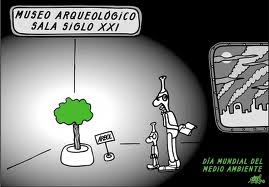 MUSEO ARQUEOLÓGICO
SALA SIGLO XXI
ÁRBOL
DÍA MUNDIAL DEL
MEDIO AMBIENTE